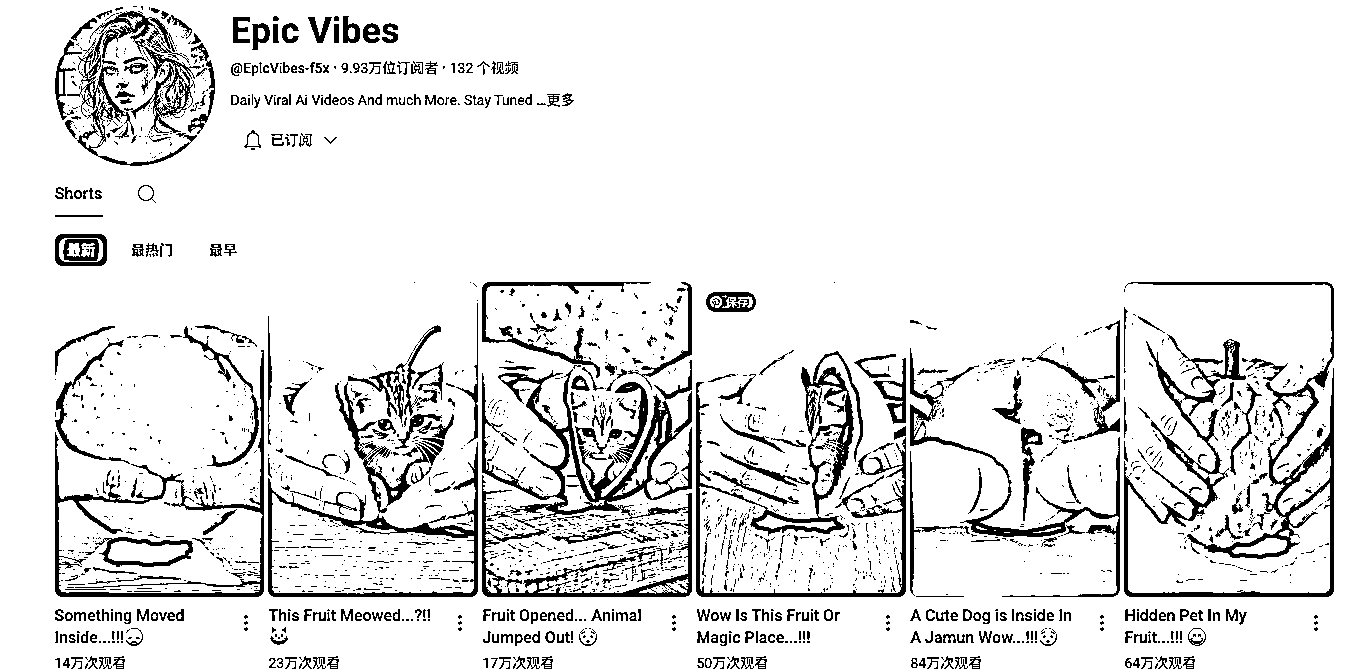 Epic Vibes
@EpicVibes-f5x · 9.93万位订阅者 · 132 个视频
Daily Viral Ai Videos And much More. Stay Tuned ...更多
已订阅
Shorts
最新
最热门
最早
保存
Something Moved
Inside...!!!😞
14万次观看
This Fruit Meowed...?!!
😺
23万次观看
Fruit Opened... Animal
Jumped Out! 😯
17万次观看
Wow Is This Fruit Or
Magic Place...!!!
50万次观看
A Cute Dog is Inside In
A Jamun Wow...!!!😯
84万次观看
Hidden Pet In My
Fruit...!!! 😀
64万次观看